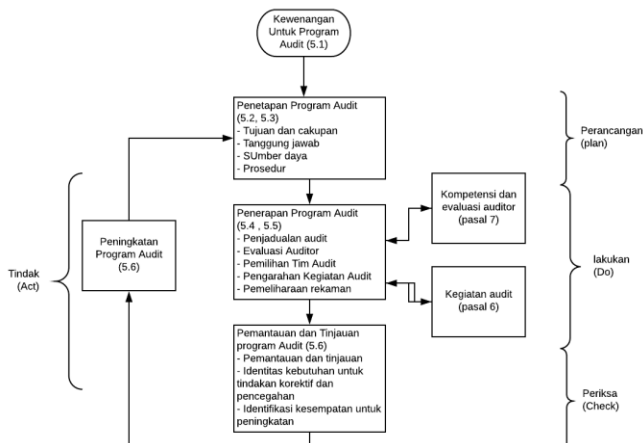 Kewenangan
Untuk Program
Audit (5.1)
Penetapan Program Audit
(5.2, 5.3)
- Tujuan dan cakupan
- Tanggung jawab
- SUmber daya
- Prosedur
Perancangan
(plan)
Penerapan Program Audit
(5.4 , 5.5)
- Penjadualan audit
- Evaluasi Auditor
- Pemilihan Tim Audit
- Pengarahan Kegiatan Audit
- Pemeliharaan rekaman
Kompetensi dan
evaluasi auditor
(pasal 7)
Kegiatan audit
(pasal 6)
lakukan
(Do)
Peningkatan
Program Audit
(5.6)
Tindak
(Act)
Pemantauan dan Tinjauan
program Audit (5.6)
- Pemantauan dan tinjauan
- Identitas kebutuhan untuk
tindakan korektif dan
pencegahan
- Identifikasi kesempatan untuk
peningkatan
Periksa
(Check)